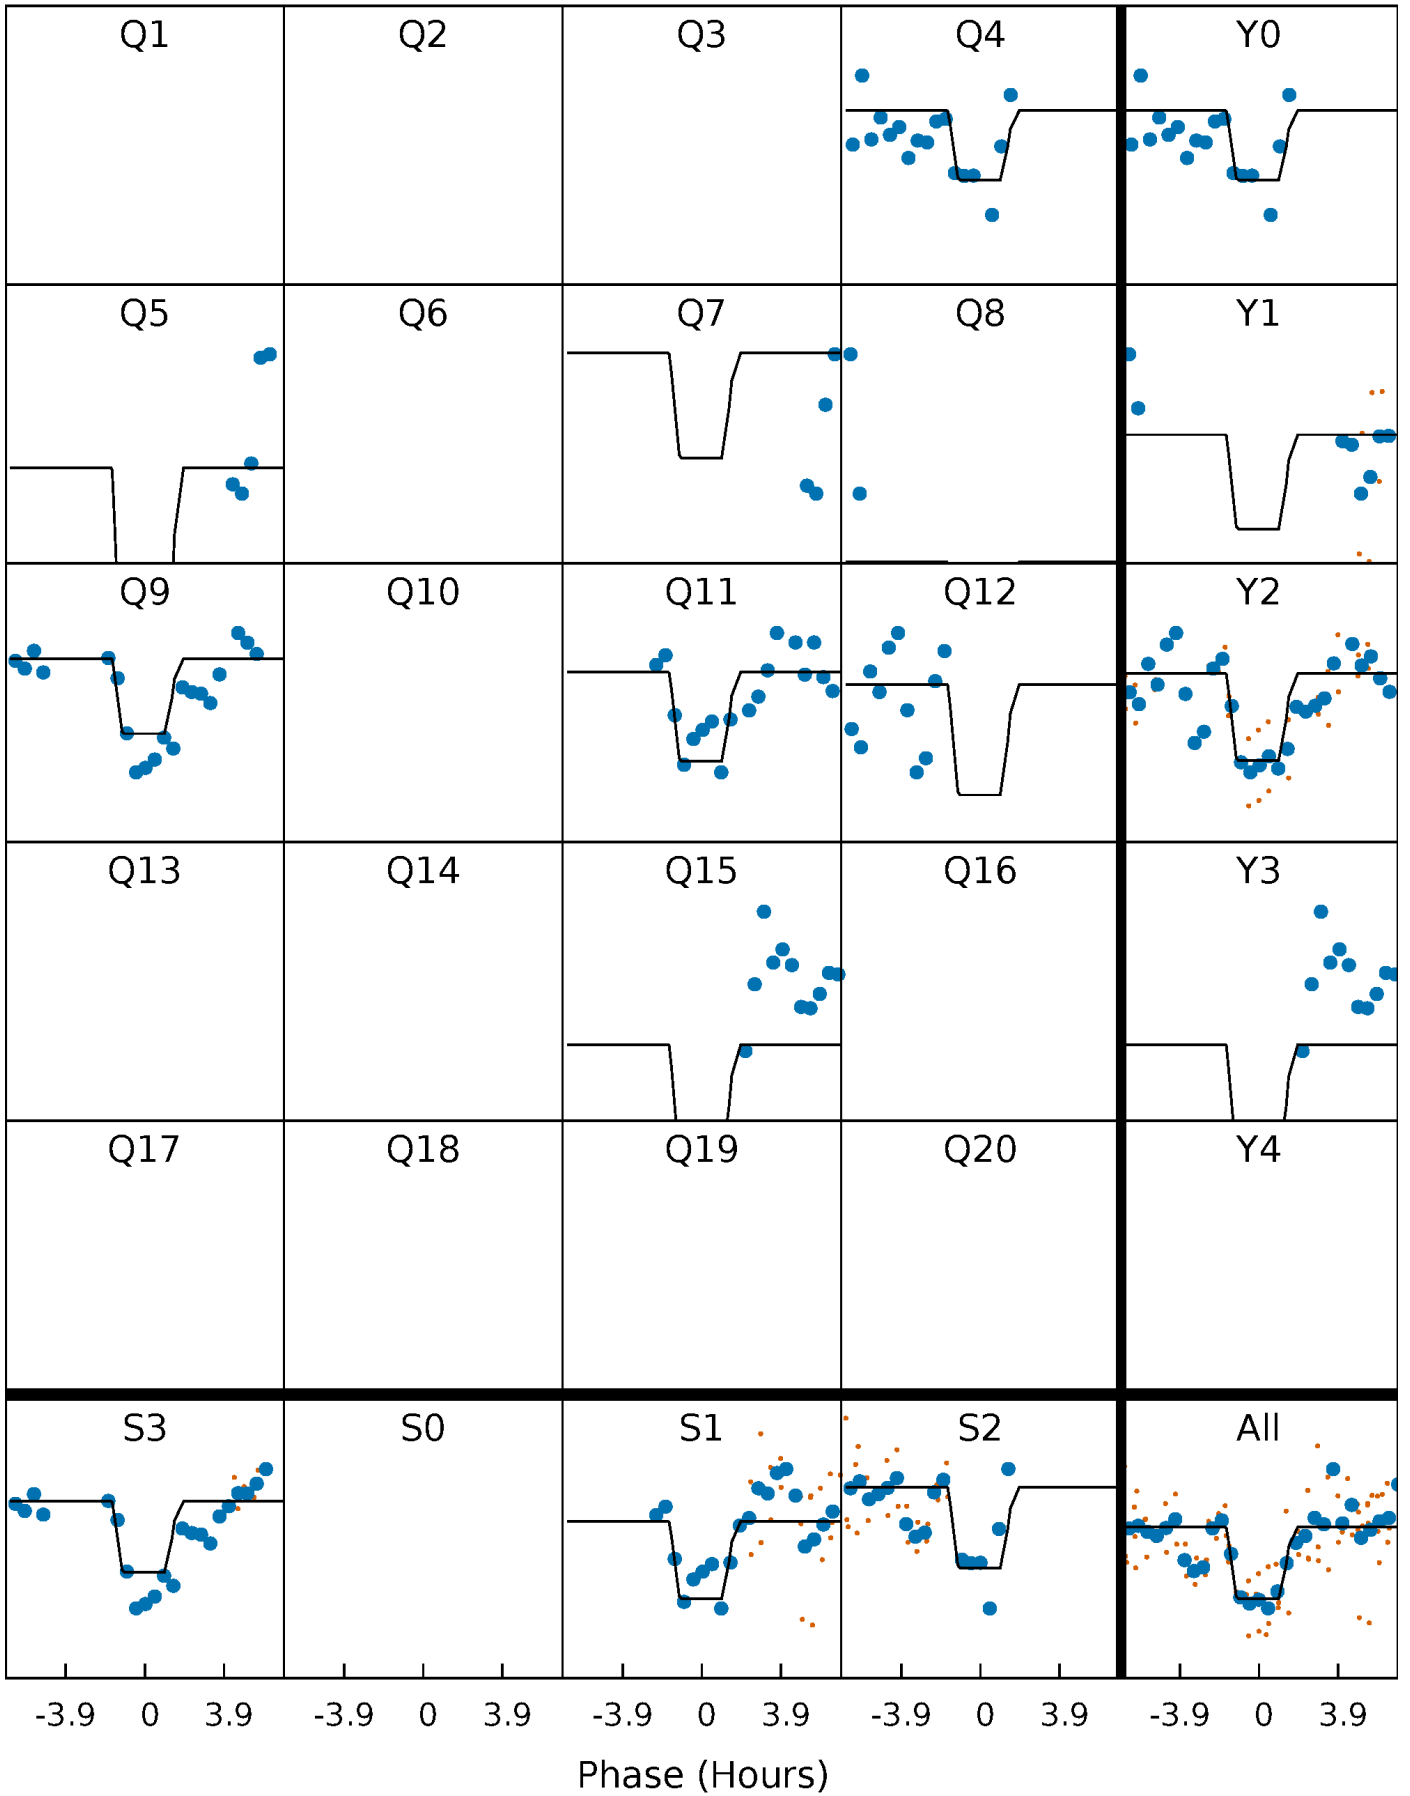 Q1 Q2 Q3 Q4 Y0
Q5 Q6 Q7 Q8 Y1
Q9 Q10 Q11 Q12 Y2
Q13 Q14 Q15 Q16 Y3
Q17 Q18 Q19 Q20 Y4
S3 S0 S1 S2 All
-3.9 0 3.9 -3.9 0 3.9 -3.9 0 3.9 -3.9 0 3.9 -3.9 0 3.9
Phase (Hours)